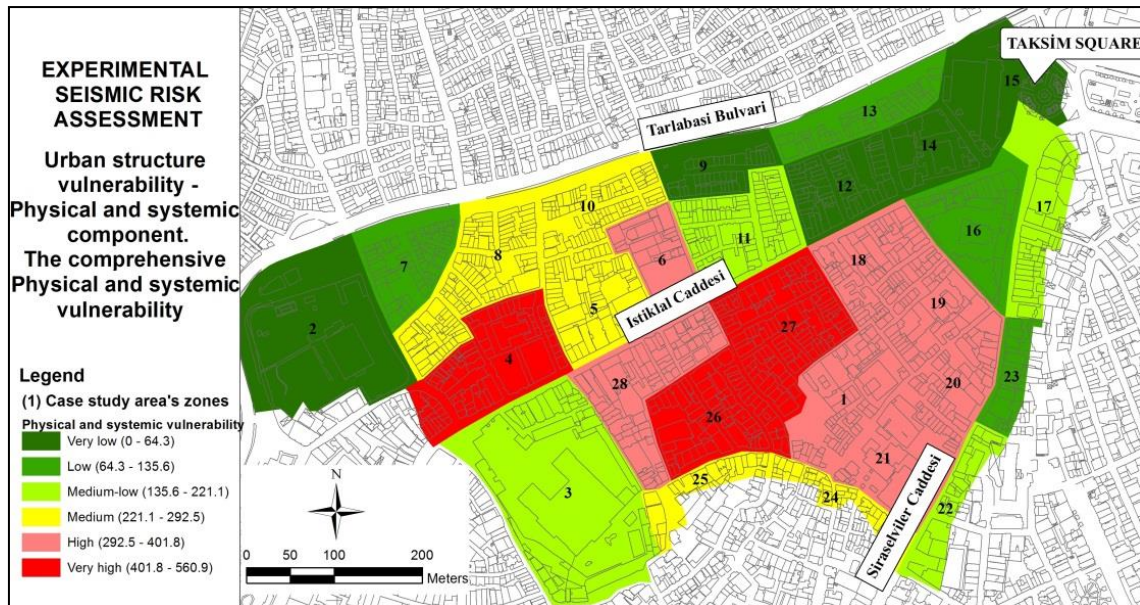 EXPERIMENTAL
SEISMIC RISK
ASSESSMENT
Urban structure
vulnerability -
Physical and systemic
component.
The comprehensive
Physical and systemic
vulnerability
Legend
(1) Case study area's zones
Physical and systemic vulnerability
Very low (0 - 64.3)
Low (64.3 - 135.6)
Medium-low (135.6 - 221.1)
Medium (221.1 - 292.5)
High (292.5 - 401.8)
Very high (401.8 - 560.9)
TAKSİM SQUARE
15
Tarlabasi Bulvari
13
14
9
12
10
17
11
16
8
7
6
18
5
Istiklal Caddesi
19
2
27
4
28
1
20
23
26
21
3
25
24
22
Siraselviler Caddesi
N
0 50 100 200
Meters